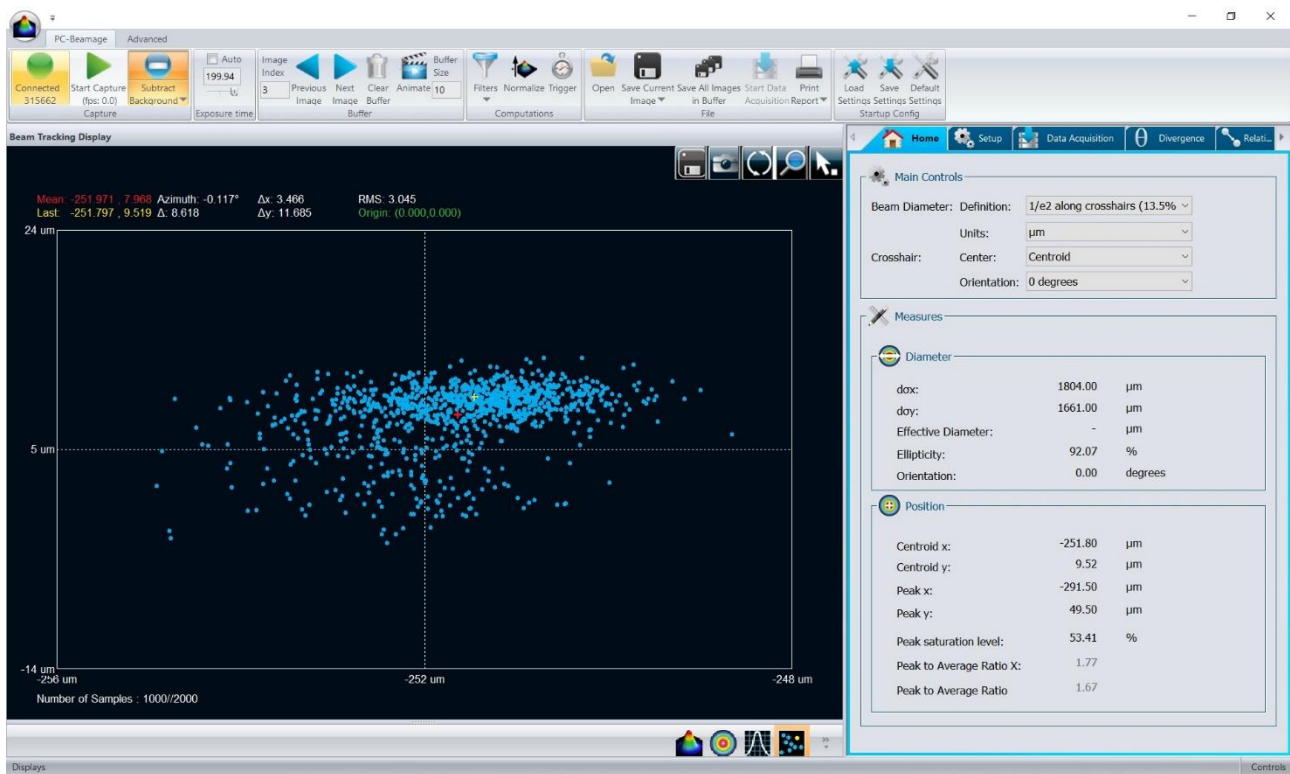 PC-Beamage Advanced
Connected 315662
Start Capture (fps: 0.0)
Subtract Background
Capture
Auto
199.94
Exposure time
Image Index
3
Previous Image
Next Image
Clear Buffer
Animate
Buffer Size
10
Buffer
Filters
Normalize
Trigger
Computations
Open
Save Current Image
Save All Images in Buffer
Start Data Acquisition
Print Report
File
Load Settings
Save Settings
Default Settings
Startup Config
Beam Tracking Display
Mean: -251.971 , 7.968 Azimuth: -0.117° Δx: 3.466 RMS: 3.045
Last: -251.797 , 9.519 Δ: 8.618 Δy: 11.685 Origin: (0.000,0.000)
24 um
5 um
-14 um
-256 um -252 um -248 um
Number of Samples : 1000//2000
Home Setup Data Acquisition θ Divergence Relati...
Main Controls
Beam Diameter: Definition: 1/e2 along crosshairs (13.5%
Units: µm
Crosshair: Center: Centroid
Orientation: 0 degrees
Measures
Diameter
dσx: 1804.00 µm
dσy: 1661.00 µm
Effective Diameter: - µm
Ellipticity: 92.07 %
Orientation: 0.00 degrees
Position
Centroid x: -251.80 µm
Centroid y: 9.52 µm
Peak x: -291.50 µm
Peak y: 49.50 µm
Peak saturation level: 53.41 %
Peak to Average Ratio X: 1.77
Peak to Average Ratio 1.67
Displays Controls